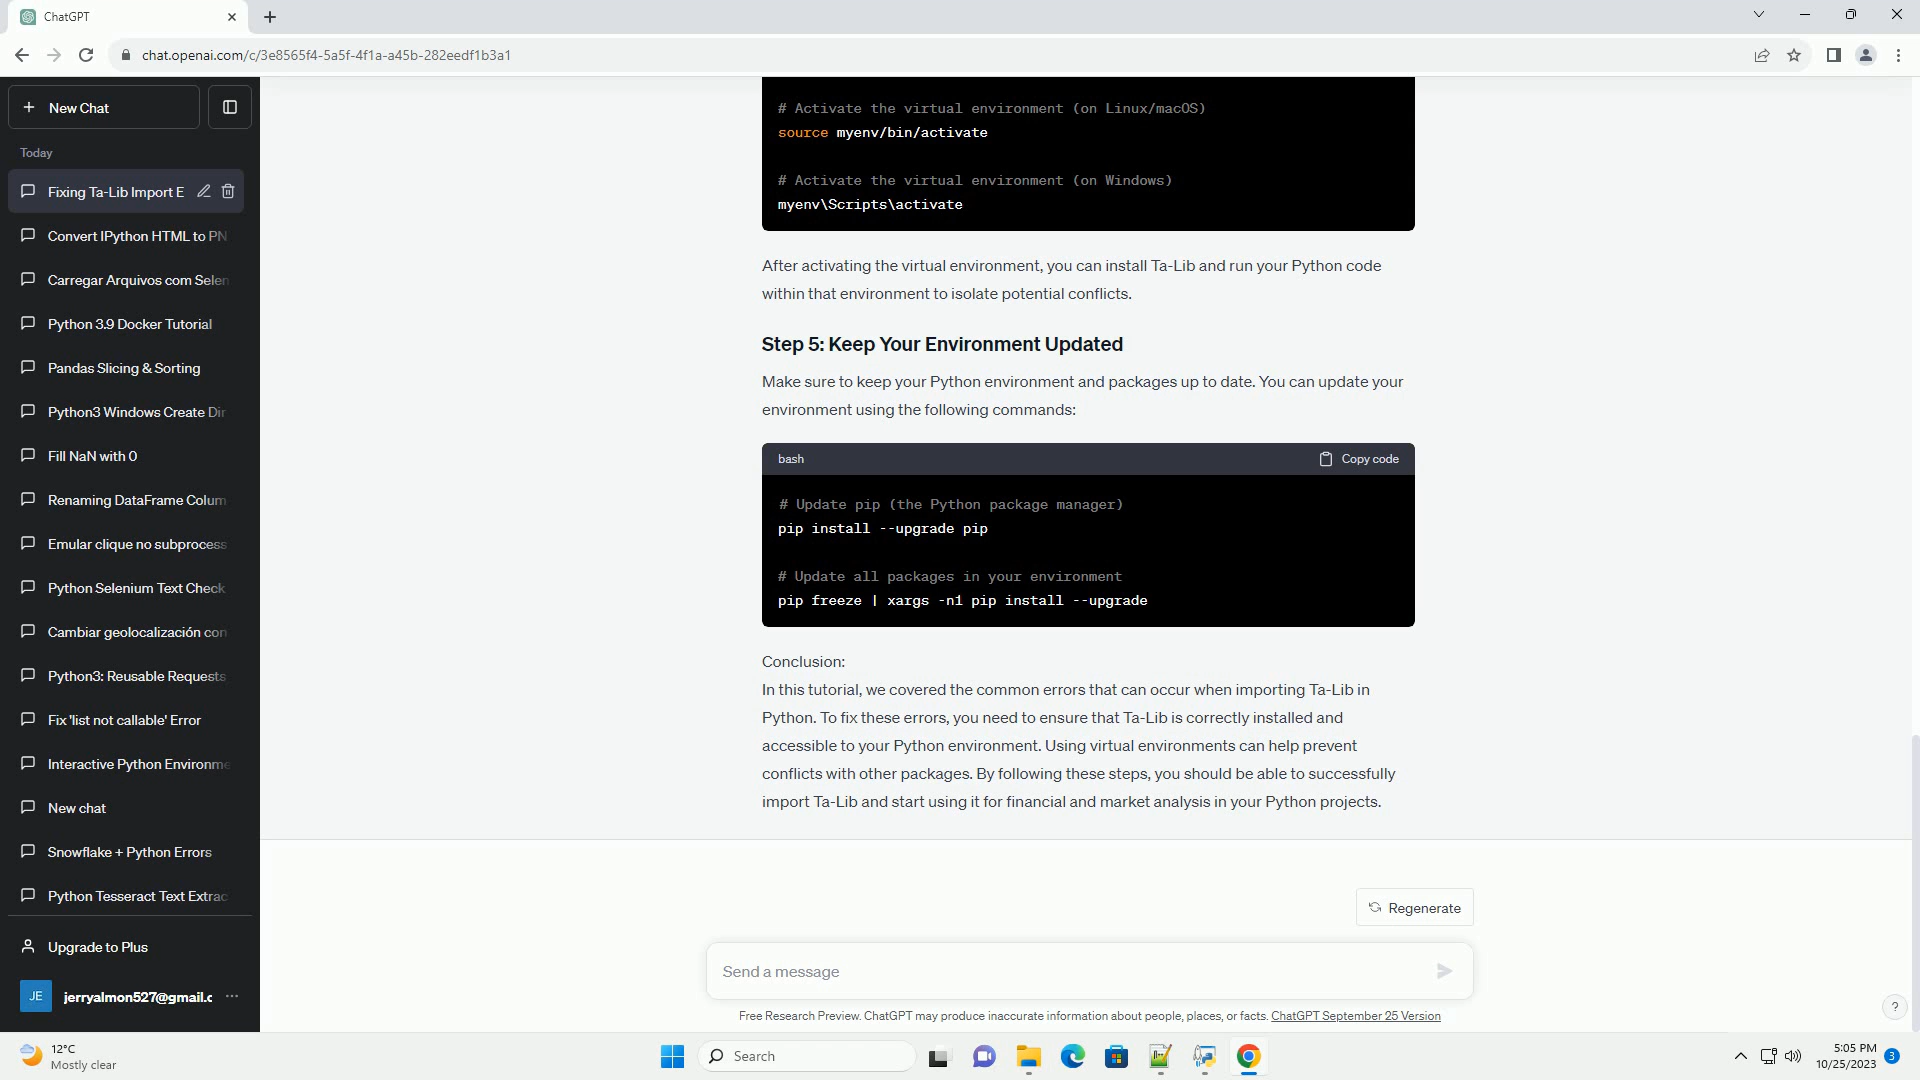 ChatGPT
chat.openai.com/c/3e8565f4-5a5f-4f1a-a45b-282eedf1b3a1
New Chat
Today
Fixing Ta-Lib Import E
Convert IPython HTML to PN
Carregar Arquivos com Selen
Python 3.9 Docker Tutorial
Pandas Slicing & Sorting
Python3 Windows Create Dir
Fill NaN with 0
Renaming DataFrame Colum
Emular clique no subprocess
Python Selenium Text Check
Cambiar geolocalización con
Python3: Reusable Requests
Fix 'list not callable' Error
Interactive Python Environme
New chat
Snowflake + Python Errors
Python Tesseract Text Extrac
Upgrade to Plus
JE
jerryalmon527@gmail.c
# Activate the virtual environment (on Linux/macOS)
source myenv/bin/activate
# Activate the virtual environment (on Windows)
myenv\Scripts\activate
After activating the virtual environment, you can install Ta-Lib and run your Python code
within that environment to isolate potential conflicts.
Step 5: Keep Your Environment Updated
Make sure to keep your Python environment and packages up to date. You can update your
environment using the following commands:
bash
Copy code
# Update pip (the Python package manager)
pip install --upgrade pip
# Update all packages in your environment
pip freeze | xargs -n1 pip install --upgrade
Conclusion:
In this tutorial, we covered the common errors that can occur when importing Ta-Lib in
Python. To fix these errors, you need to ensure that Ta-Lib is correctly installed and
accessible to your Python environment. Using virtual environments can help prevent
conflicts with other packages. By following these steps, you should be able to successfully
import Ta-Lib and start using it for financial and market analysis in your Python projects.
Regenerate
Send a message
Free Research Preview. ChatGPT may produce inaccurate information about people, places, or facts. ChatGPT September 25 Version
?
12°C
Mostly clear
Search
5:05 PM
10/25/2023
3